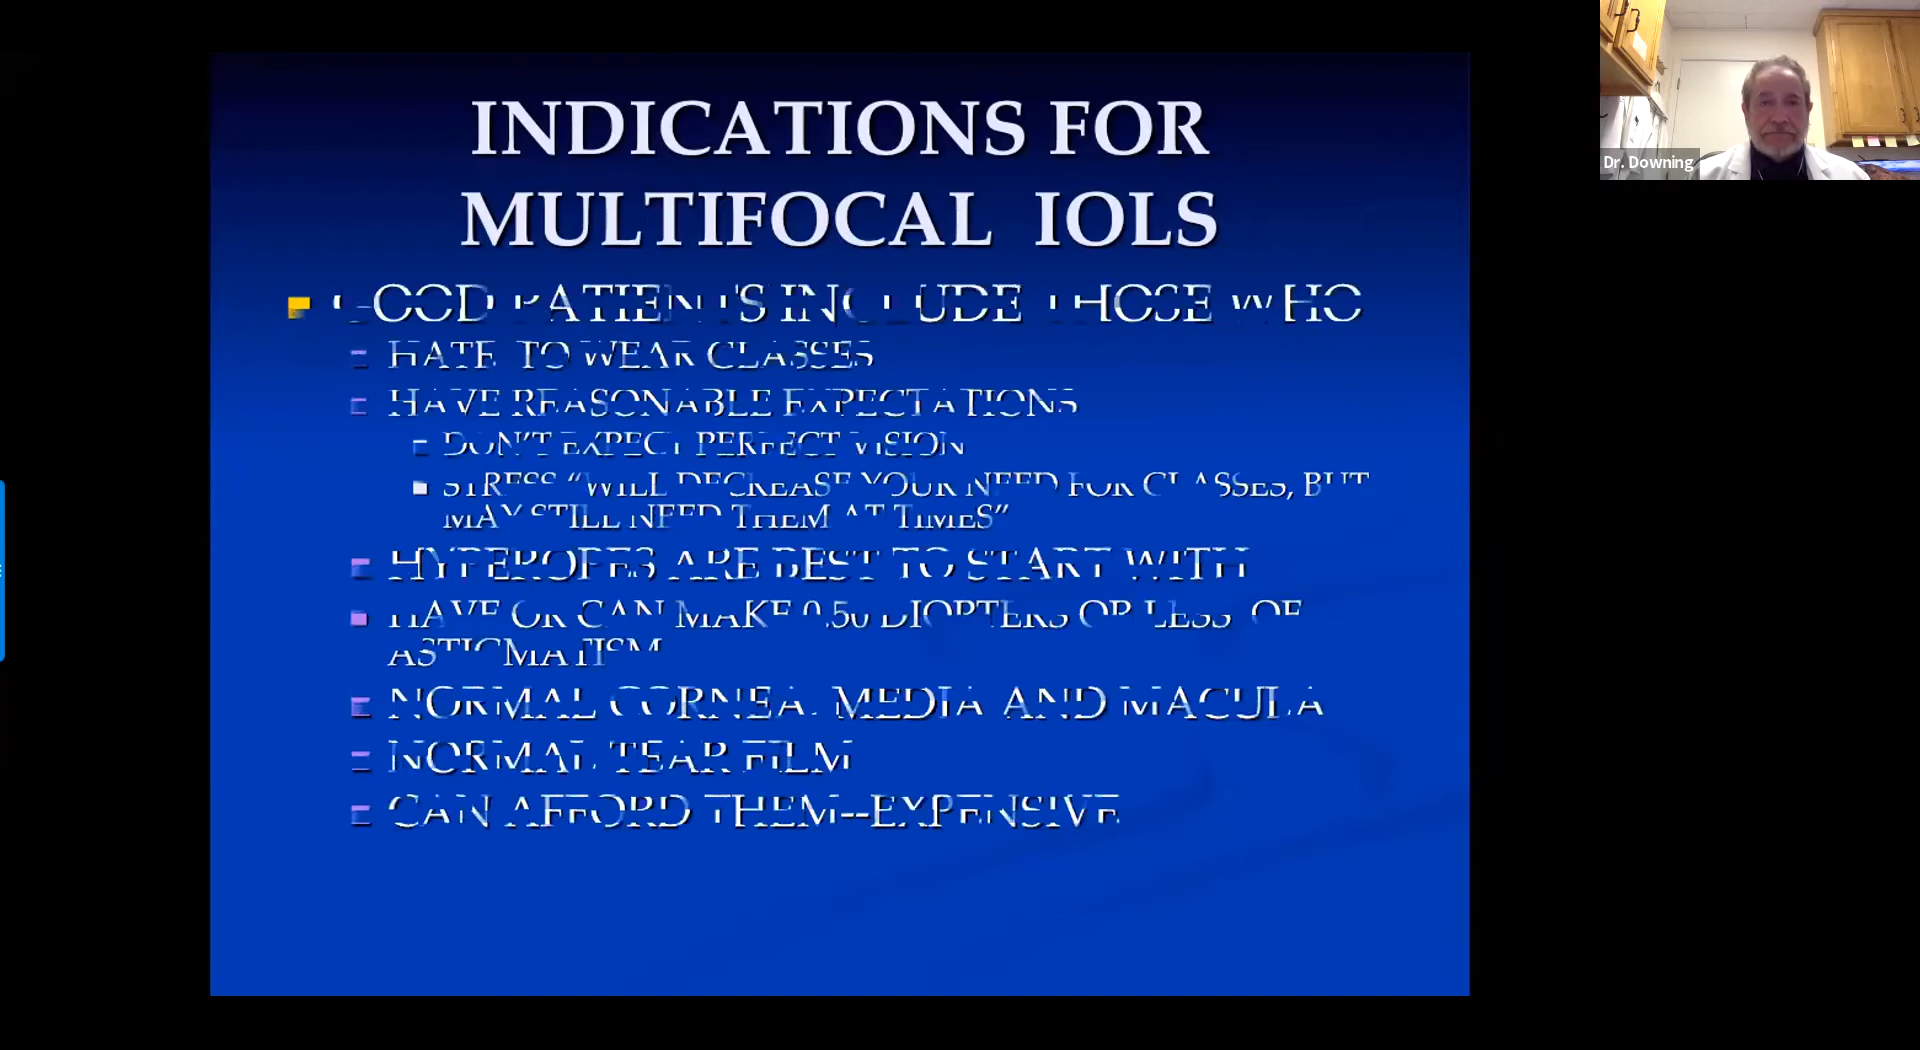 INDICATIONS FOR
MULTIFOCAL IOLS
GOOD PATIENTS INCLUDE THOSE WHO
HATE TO WEAR GLASSES
HAVE REASONABLE EXPECTATIONS
DON'T EXPECT PERFECT VISION
STRESS "WILL DECREASE YOUR NEED FOR GLASSES, BUT
MAY STILL NEED THEM AT TIMES"
HYPEROPES ARE BEST TO START WITH
HAVE OR CAN MAKE 0.50 DIOPTERS OR LESS OF
ASTIGMATISM
NORMAL CORNEA, MEDIA AND MACULA
NORMAL TEAR FILM
CAN AFFORD THEM--EXPENSIVE
Dr. Downing